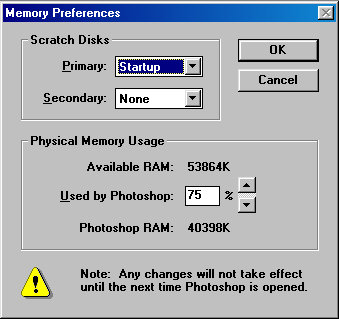 Memory Preferences
Scratch Disks
Primary: Startup
Secondary: None
OK
Cancel
Physical Memory Usage
Available RAM: 53864K
Used by Photoshop: 75 %
Photoshop RAM: 40398K
Note: Any changes will not take effect
until the next time Photoshop is opened.